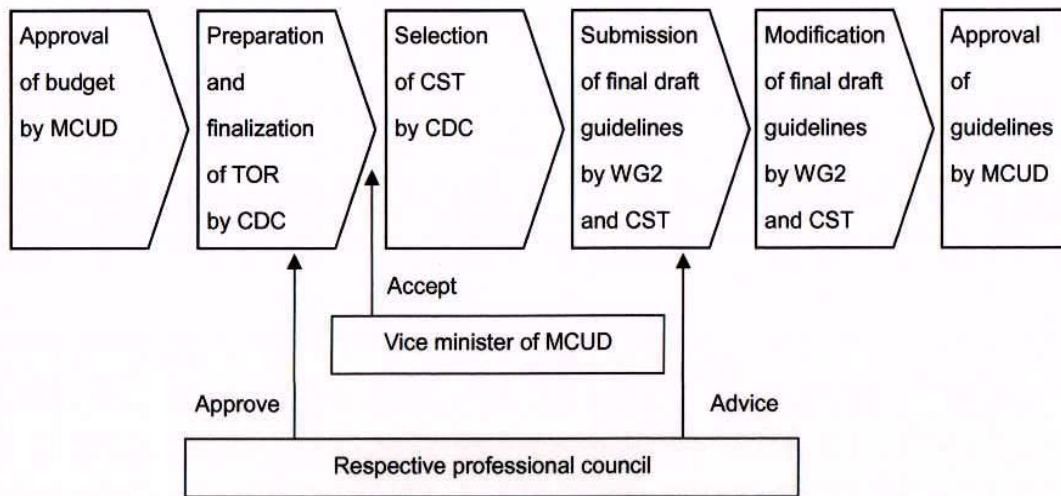 Approval
of budget
by MCUD
Preparation
and
finalization
of TOR
by CDC
Selection
of CST
by CDC
Submission
of final draft
guidelines
by WG2
and CST
Modification
of final draft
guidelines
by WG2
and CST
Approval
of
guidelines
by MCUD
Accept
Vice minister of MCUD
Approve
Advice
Respective professional council